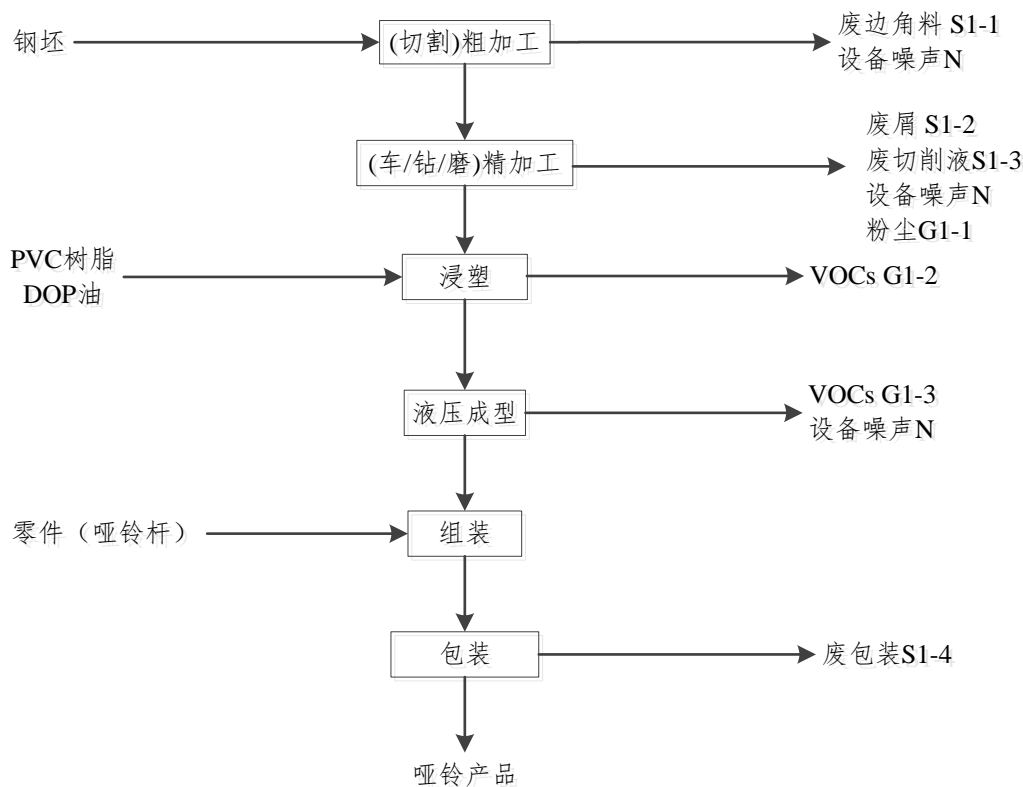 钢坯
(切割)粗加工
废边角料 S1-1
设备噪声N
(车/钻/磨)精加工
废屑 S1-2
废切削液S1-3
设备噪声N
粉尘G1-1
PVC树脂
DOP油
浸塑
VOCs G1-2
液压成型
VOCs G1-3
设备噪声N
零件（哑铃杆）
组装
包装
废包装S1-4
哑铃产品